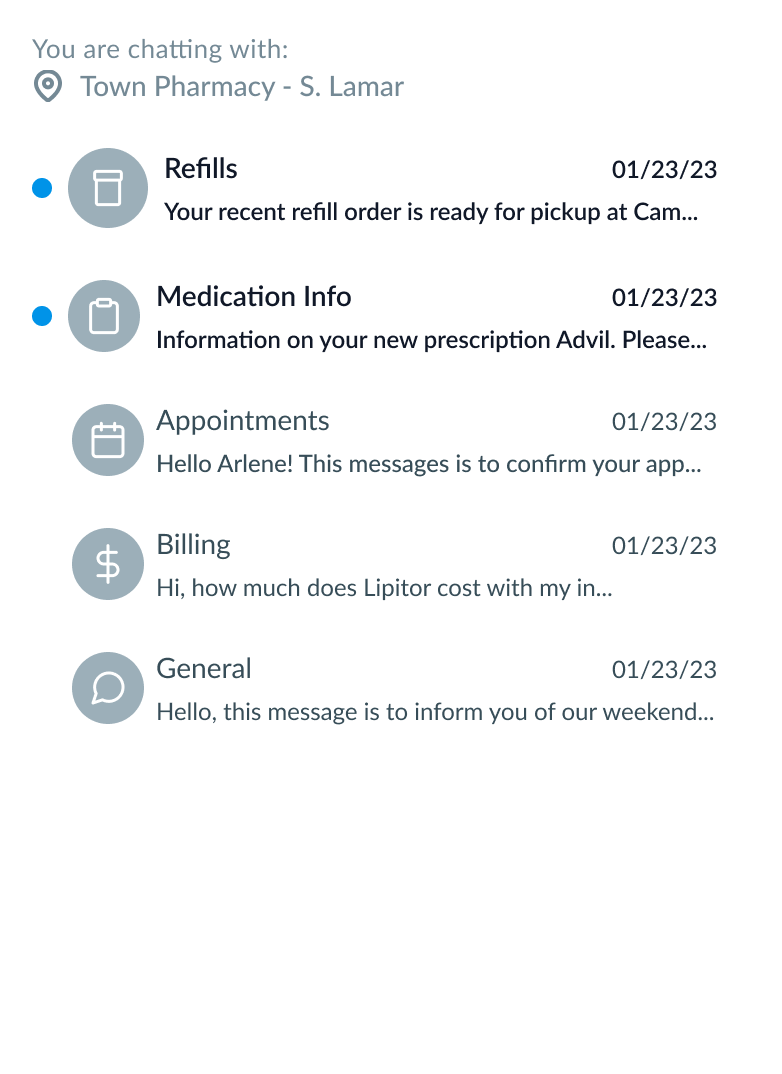 You are chatting with:
Town Pharmacy - S. Lamar
Refills 01/23/23
Your recent refill order is ready for pickup at Cam...
Medication Info 01/23/23
Information on your new prescription Advil. Please...
Appointments 01/23/23
Hello Arlene! This messages is to confirm your app...
Billing 01/23/23
Hi, how much does Lipitor cost with my in...
General 01/23/23
Hello, this message is to inform you of our weekend...